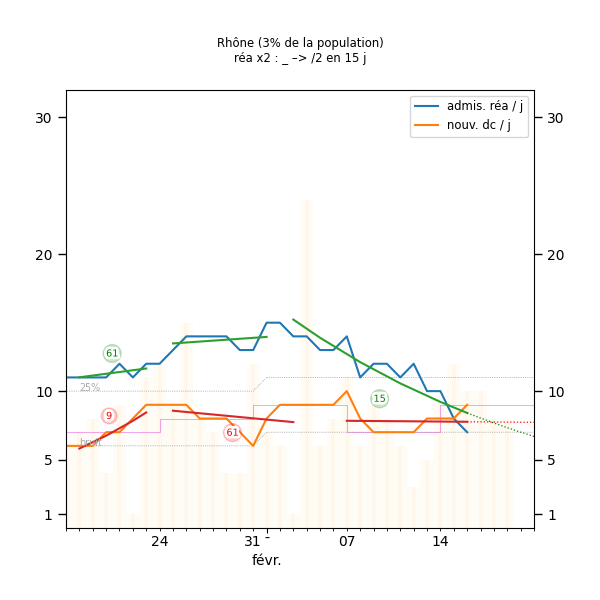 Rhône (3% de la population)
réa x2 : _ –> /2 en 15 j
admis. réa / j
nouv. dc / j
30 30
20 20
61
25%
10 10
15
9
61
bruit
5 5
1 1
24 31 - 07 14
févr.